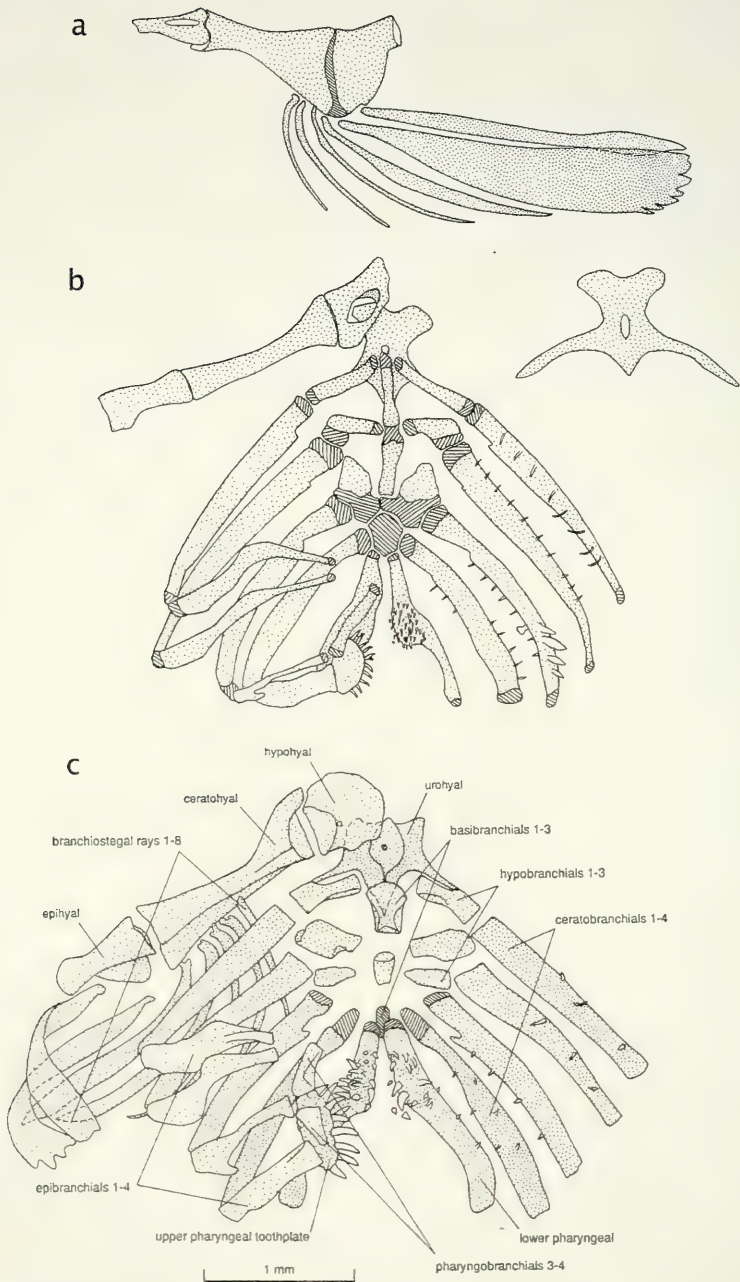 a
b
c
hypohyal
ceratohyal
urohyal
branchiostegal rays 1-8
basibranchials 1-3
hypobranchials 1-3
epihyal
ceratobranchials 1-4
epibranchials 1-4
upper pharyngeal toothplate
lower pharyngeal
pharyngobranchials 3-4
1 mm